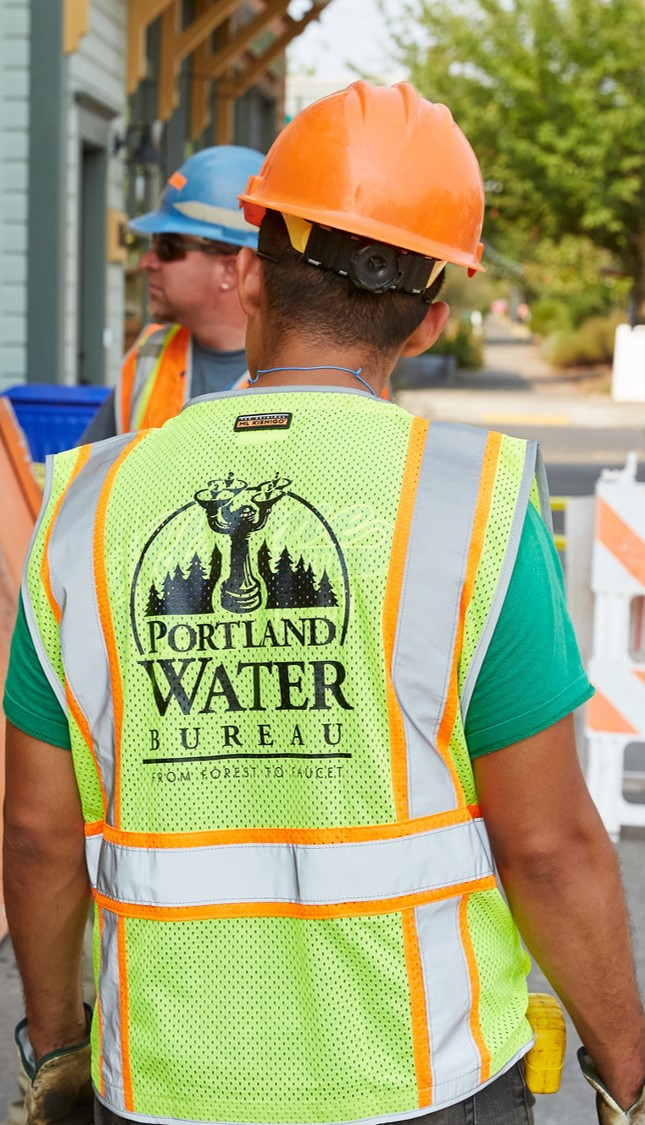 ML KISHIGO
PORTLAND
WATER
BUREAU
FROM FOREST TO FAUCET